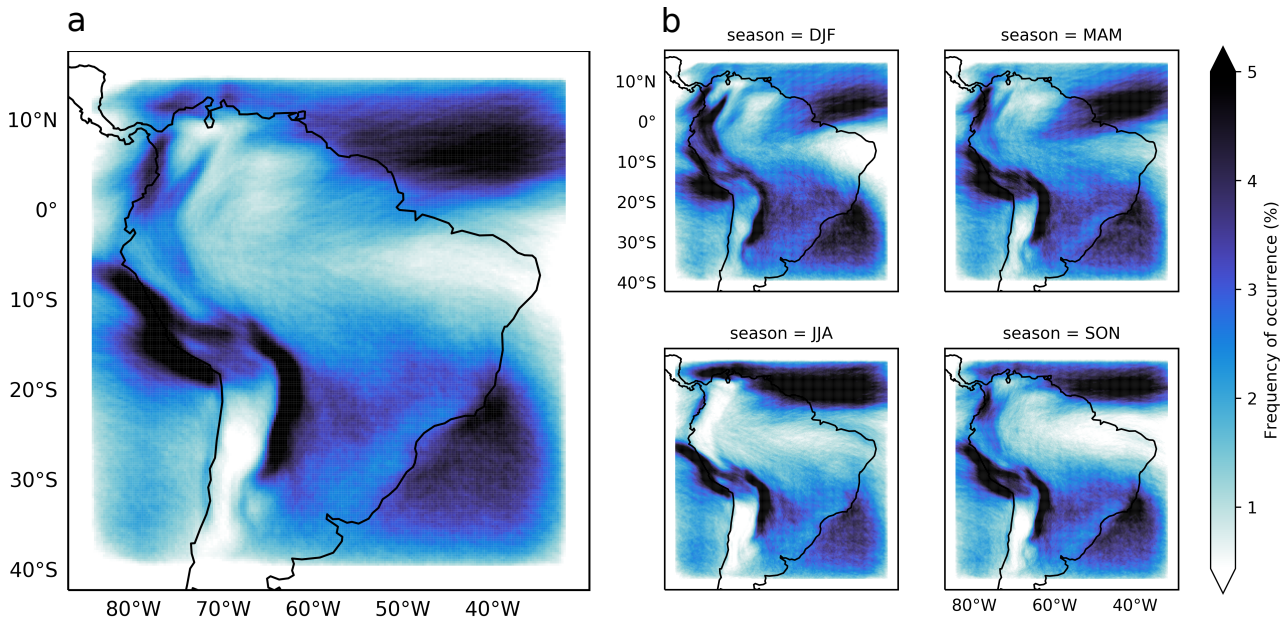 a
10°N
0°
10°S
20°S
30°S
40°S
80°W 70°W 60°W 50°W 40°W
b
season = DJF
season = MAM
10°N
0°
10°S
20°S
30°S
40°S
season = JJA
season = SON
80°W 60°W 40°W
5
4
3
2
1
Frequency of occurrence (%)